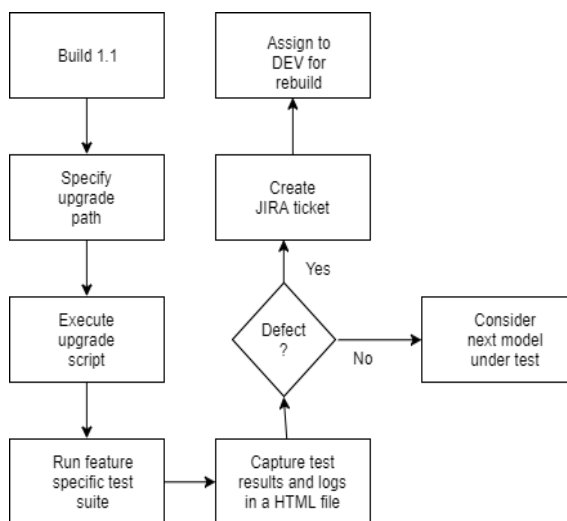 Build 1.1
Specify
upgrade
path
Execute
upgrade
script
Run feature
specific test
suite
Capture test
results and logs
in a HTML file
Defect
?
Yes
Create
JIRA ticket
Assign to
DEV for
rebuild
No
Consider
next model
under test